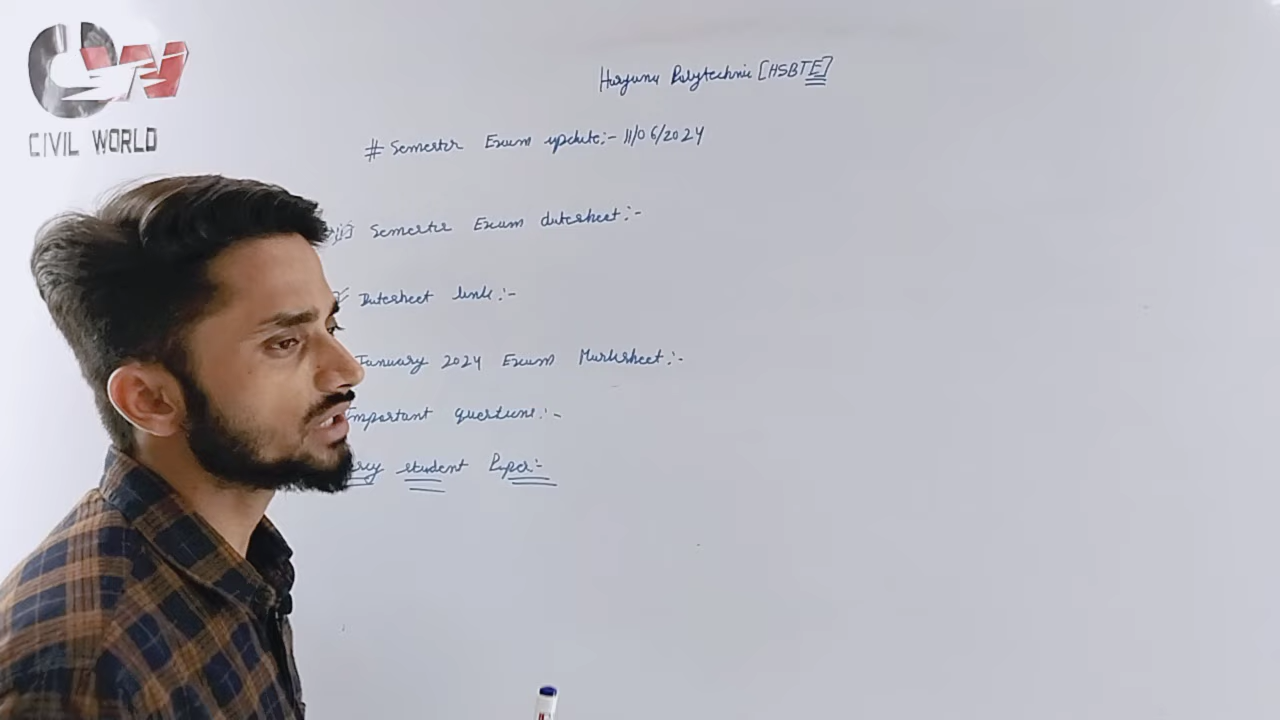 CW
CIVIL WORLD
Haryana Polytechnic [HSBTE]
# Semester Exam update:- 11/06/2024
Semester Exam datesheet:-
Datesheet link:-
January 2024 Exam Marksheet:-
Important questions:-
student Paper:-